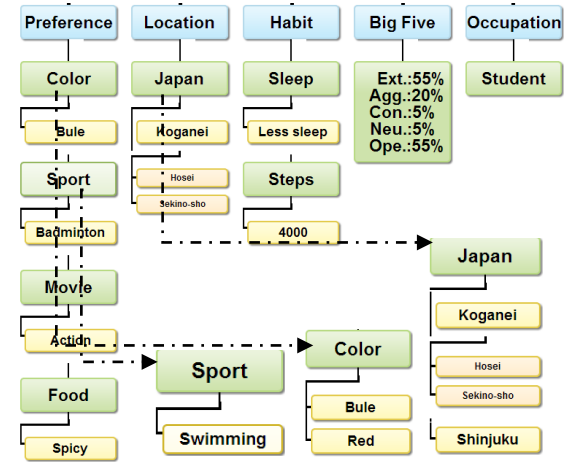 Preference
Location
Habit
Big Five
Occupation
Color
Bule
Sport
Badminton
Movie
Action
Food
Spicy
Japan
Koganei
Hosei
Sekino-sho
Sleep
Less sleep
Steps
4000
Ext.:55%
Agg.:20%
Con.:5%
Neu.:5%
Ope.:55%
Student
Sport
Swimming
Color
Bule
Red
Japan
Koganei
Hosei
Sekino-sho
Shinjuku